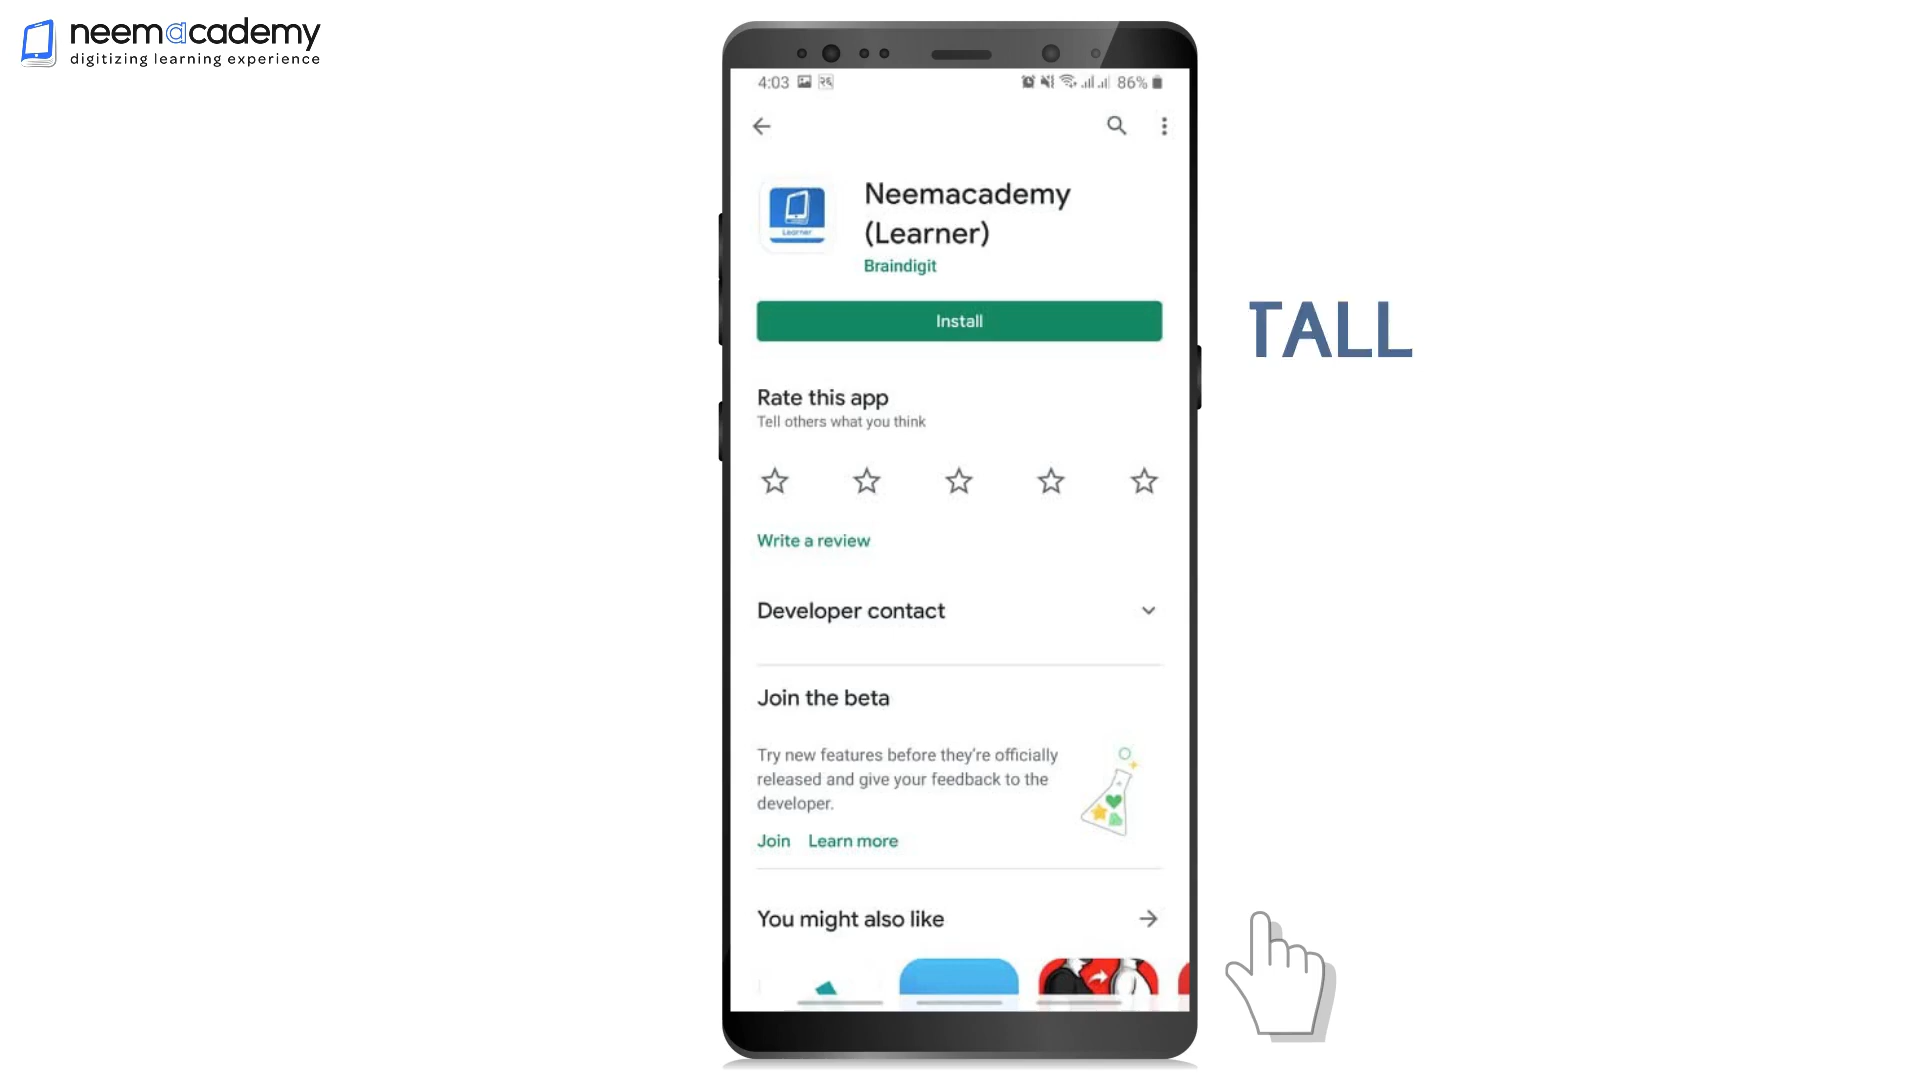 neemacademy
digitizing learning experience
4:03 २६ 86%
Neemacademy
(Learner)
Learner
Braindigit
Install
TALL
Rate this app
Tell others what you think
Write a review
Developer contact
Join the beta
Try new features before they're officially
released and give your feedback to the
developer.
Join Learn more
You might also like